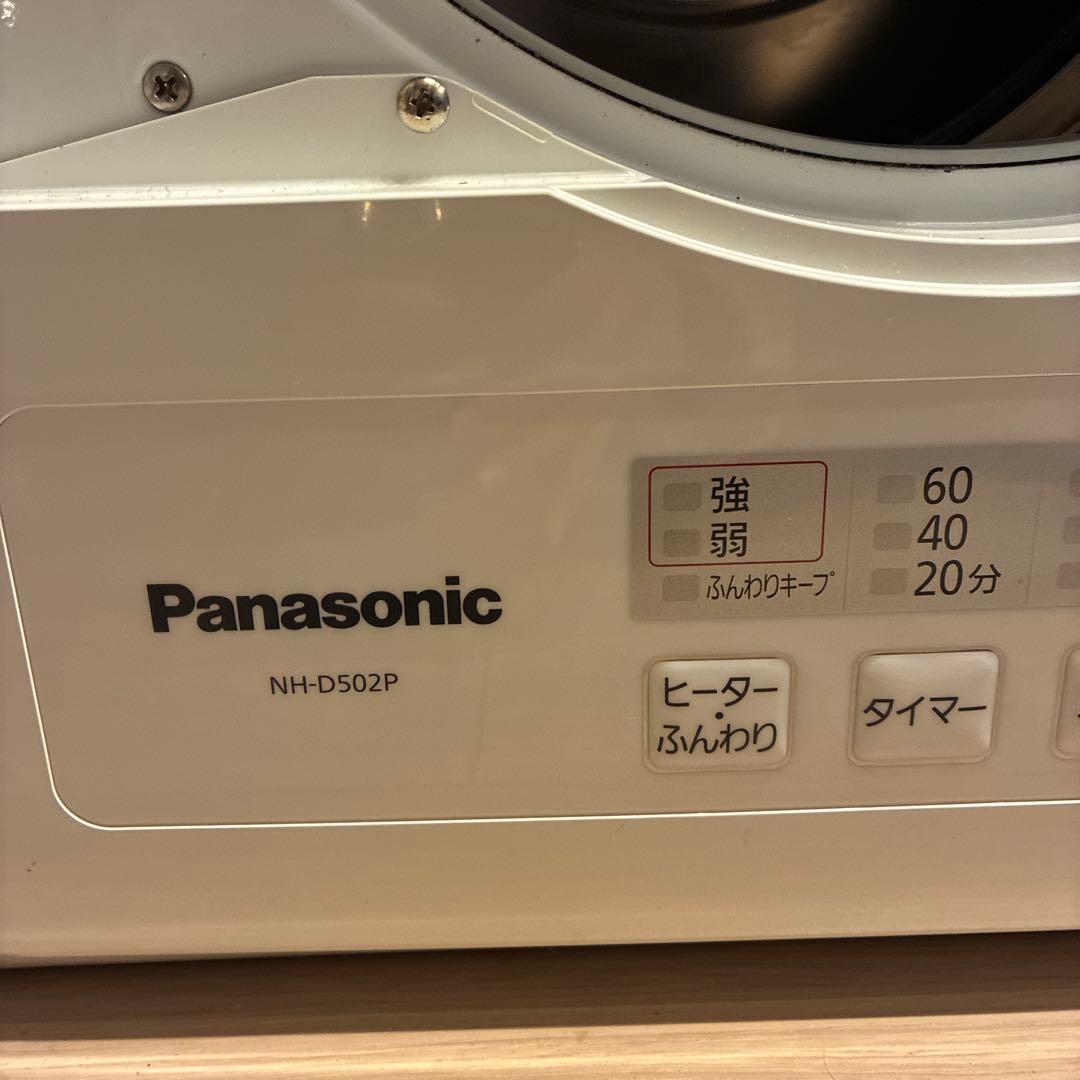 Panasonic
NH-D502P
強
弱
ふんわりキープ
60
40
20分
ヒーター
・
ふんわり
タイマー